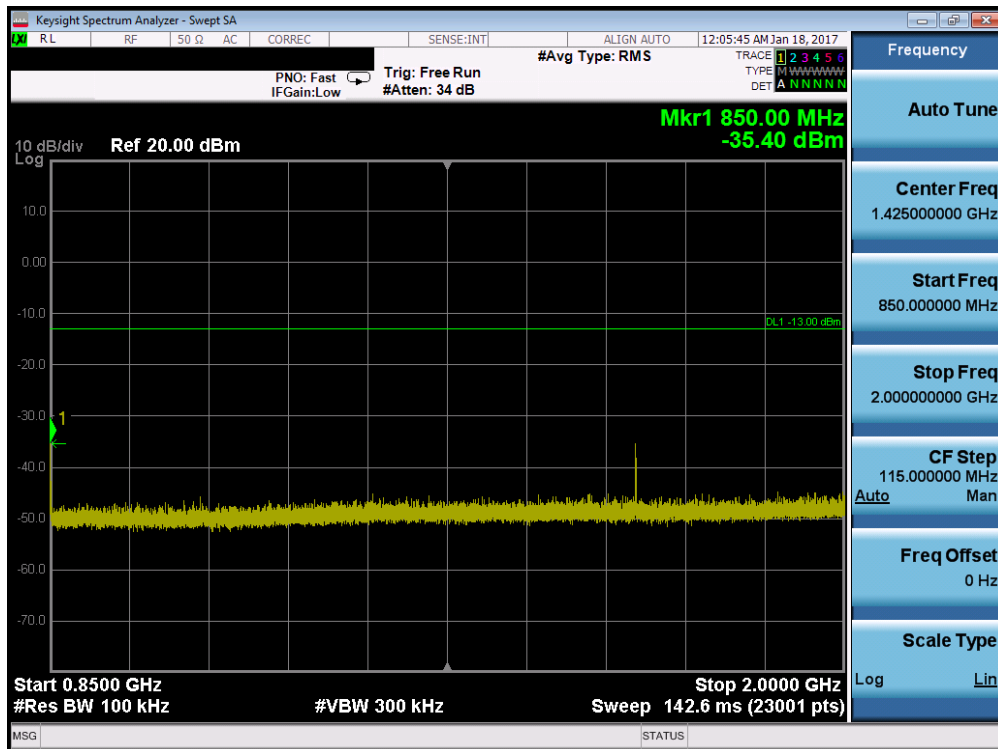 Keysight Spectrum Analyzer - Swept SA
LXI RL RF 50 Ω AC CORREC SENSE:INT ALIGN AUTO 12:05:45 AM Jan 18, 2017
PNO: Fast
IFGain:Low
Trig: Free Run
#Atten: 34 dB
#Avg Type: RMS
TRACE 1 2 3 4 5 6
TYPE M WWWWW
DET A N N N N N
Mkr1 850.00 MHz
-35.40 dBm
10 dB/div
Log
Ref 20.00 dBm
10.0
0.00
-10.0
DL1 -13.00 dBm
-20.0
-30.0
1
-40.0
-50.0
-60.0
-70.0
Start 0.8500 GHz
Stop 2.0000 GHz
#Res BW 100 kHz
#VBW 300 kHz
Sweep 142.6 ms (23001 pts)
MSG
STATUS
Frequency
Auto Tune
Center Freq
1.425000000 GHz
Start Freq
850.000000 MHz
Stop Freq
2.000000000 GHz
CF Step
115.000000 MHz
Auto Man
Freq Offset
0 Hz
Scale Type
Log Lin